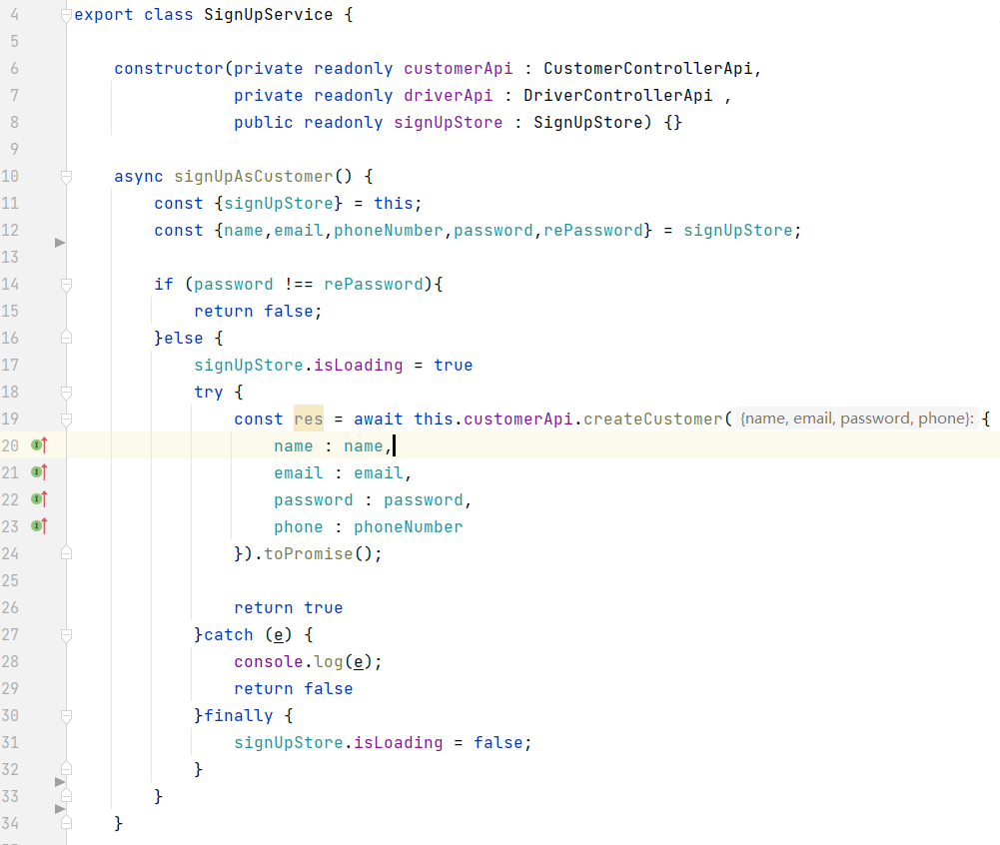 4 export class SignUpService {
5
6 constructor(private readonly customerApi : CustomerControllerApi,
7 private readonly driverApi : DriverControllerApi ,
8 public readonly signUpStore : SignUpStore) {}
9
10 async signUpAsCustomer() {
11 const {signUpStore} = this;
12 const {name,email,phoneNumber,password,rePassword} = signUpStore;
13
14 if (password !== rePassword){
15 return false;
16 }else {
17 signUpStore.isLoading = true
18 try {
19 const res = await this.customerApi.createCustomer( {name, email, password, phone}: {
20 name : name,
21 email : email,
22 password : password,
23 phone : phoneNumber
24 }).toPromise();
25
26 return true
27 }catch (e) {
28 console.log(e);
29 return false
30 }finally {
31 signUpStore.isLoading = false;
32 }
33 }
34 }